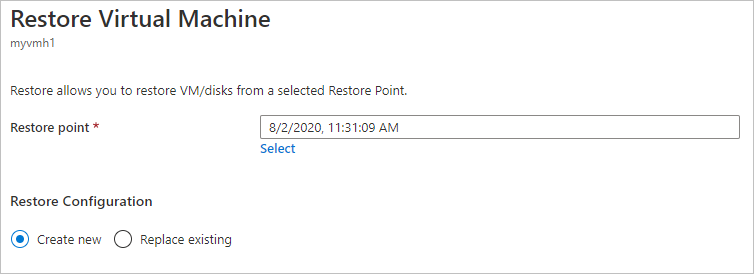 Restore Virtual Machine
myvmh1
Restore allows you to restore VM/disks from a selected Restore Point.
Restore point *
8/2/2020, 11:31:09 AM
Select
Restore Configuration
Create new
Replace existing